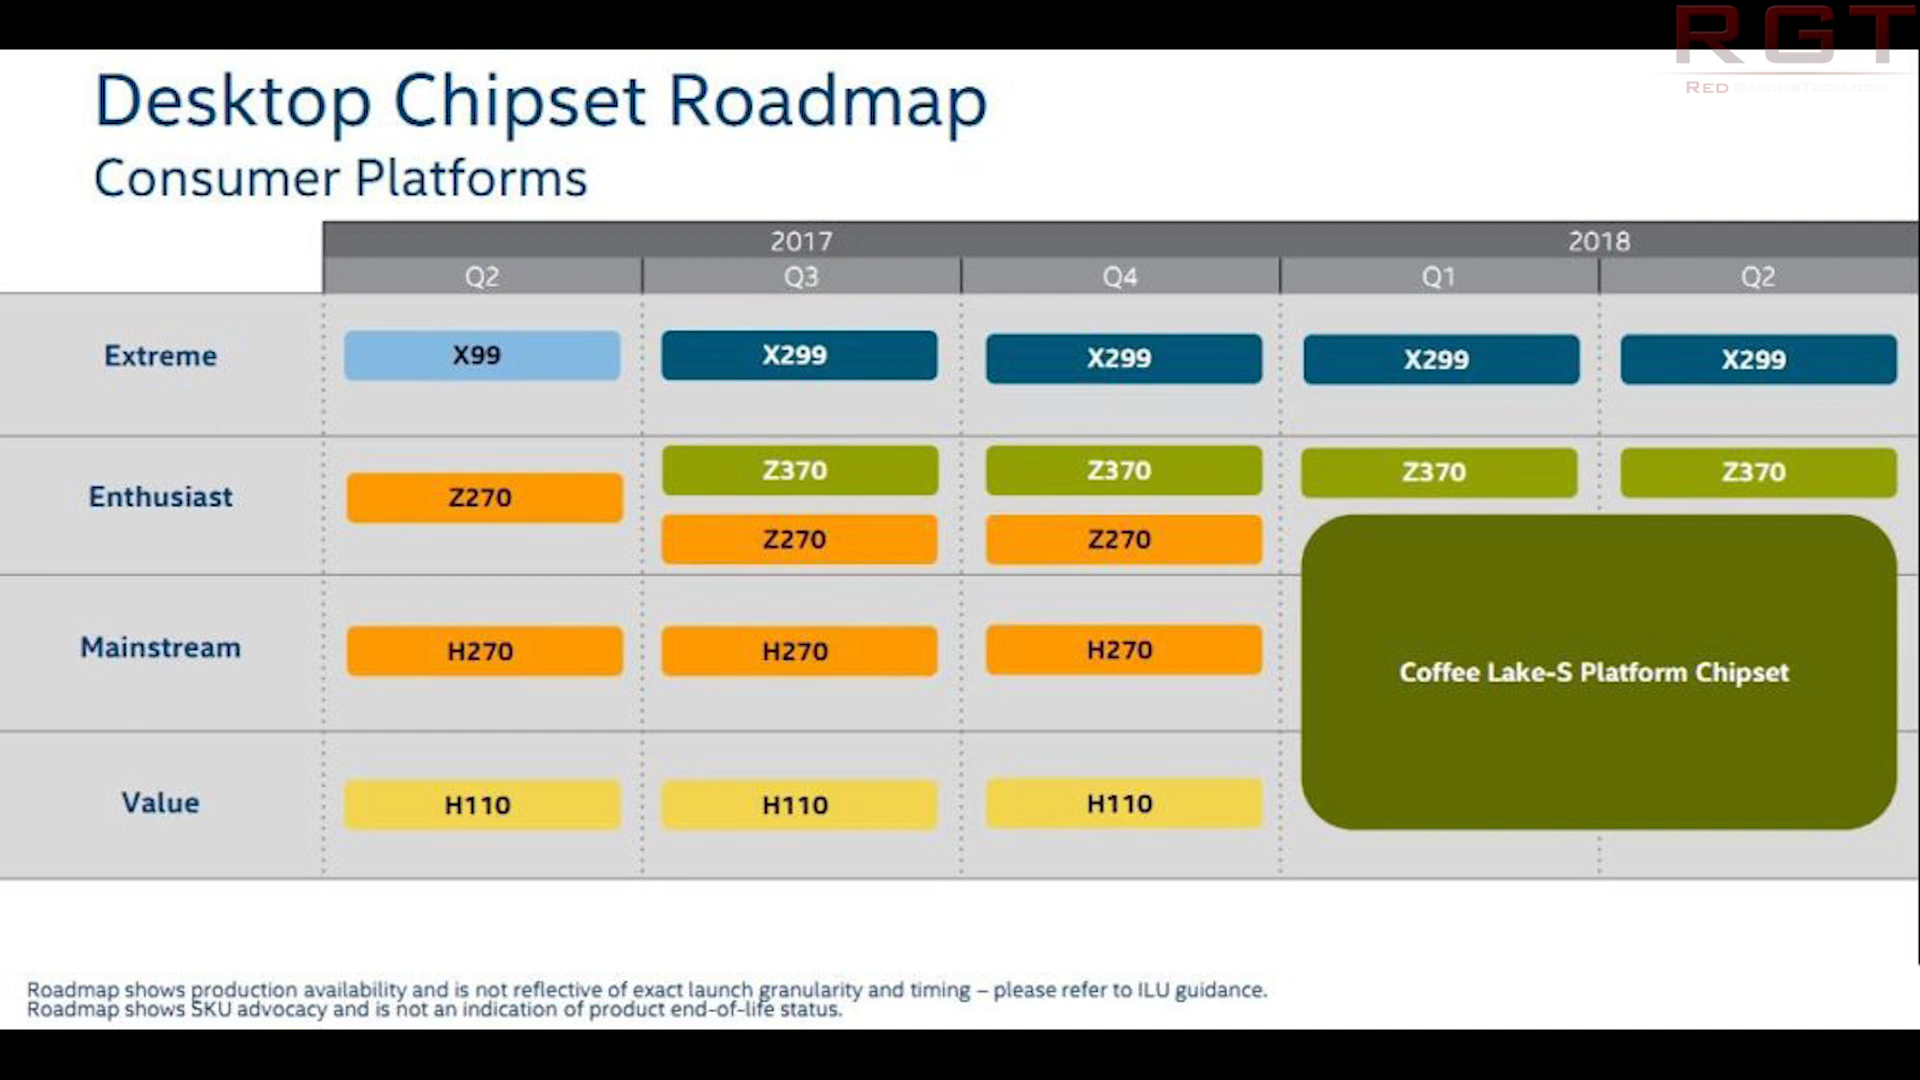 RGT
RED
Desktop Chipset Roadmap
Consumer Platforms
2017 2018
Q2 Q3 Q4 Q1 Q2
Extreme X99 X299 X299 X299 X299
Z370 Z370 Z370 Z370
Enthusiast Z270
Z270 Z270
Mainstream H270 H270 H270
Coffee Lake-S Platform Chipset
Value H110 H110 H110
Roadmap shows production availability and is not reflective of exact launch granularity and timing – please refer to ILU guidance.
Roadmap shows SKU advocacy and is not an indication of product end-of-life status.